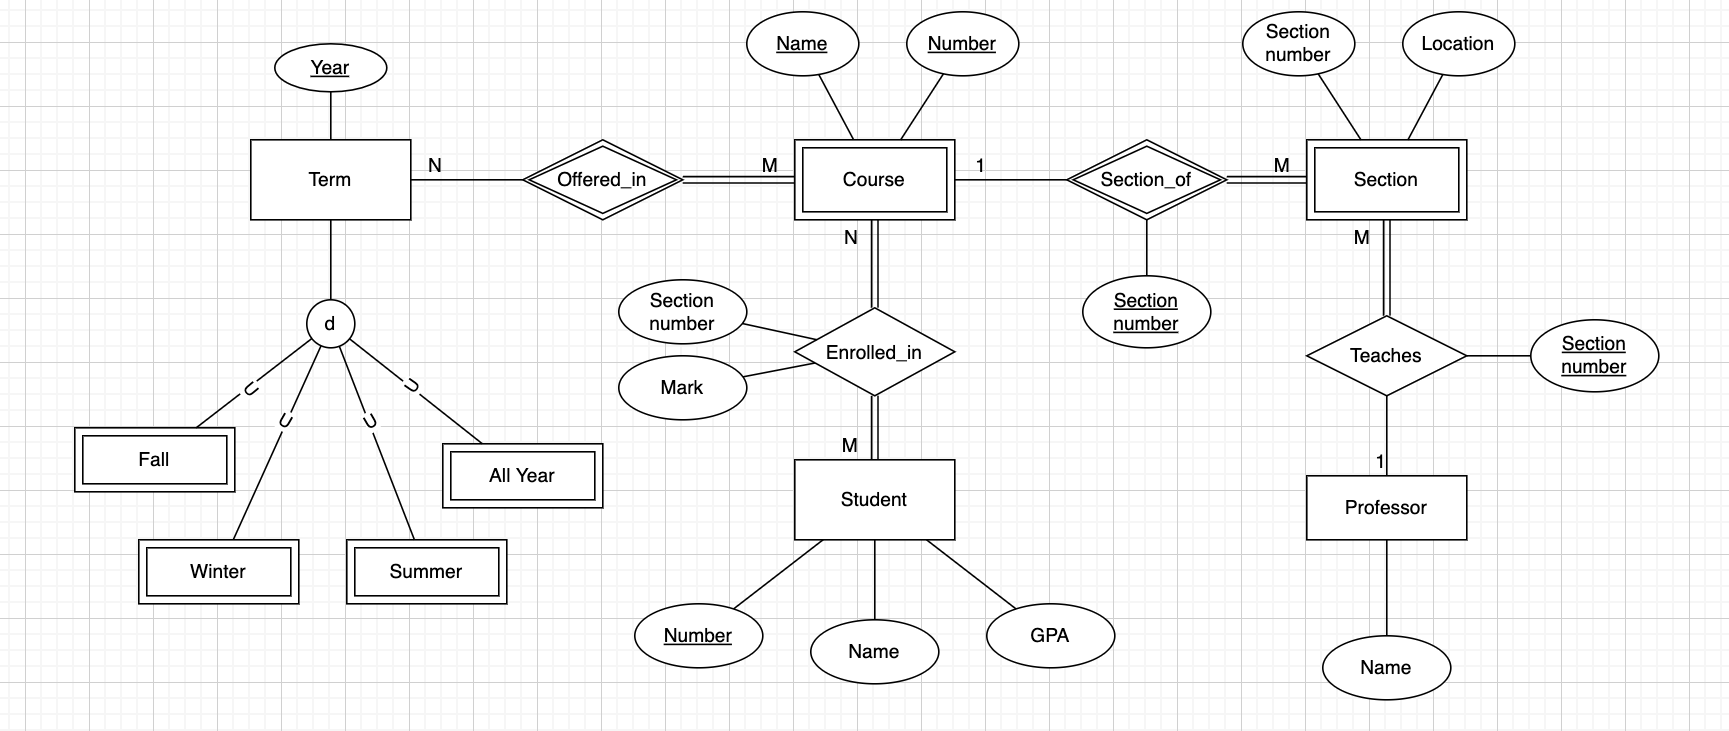 Year
Name
Number
Section
number
Location
Term
N
Offered_in
M
Course
1
Section_of
M
Section
N
M
Section
number
Mark
Enrolled_in
Section
number
Teaches
Section
number
d
Fall
All Year
Winter
Summer
M
Student
1
Professor
Number
Name
GPA
Name